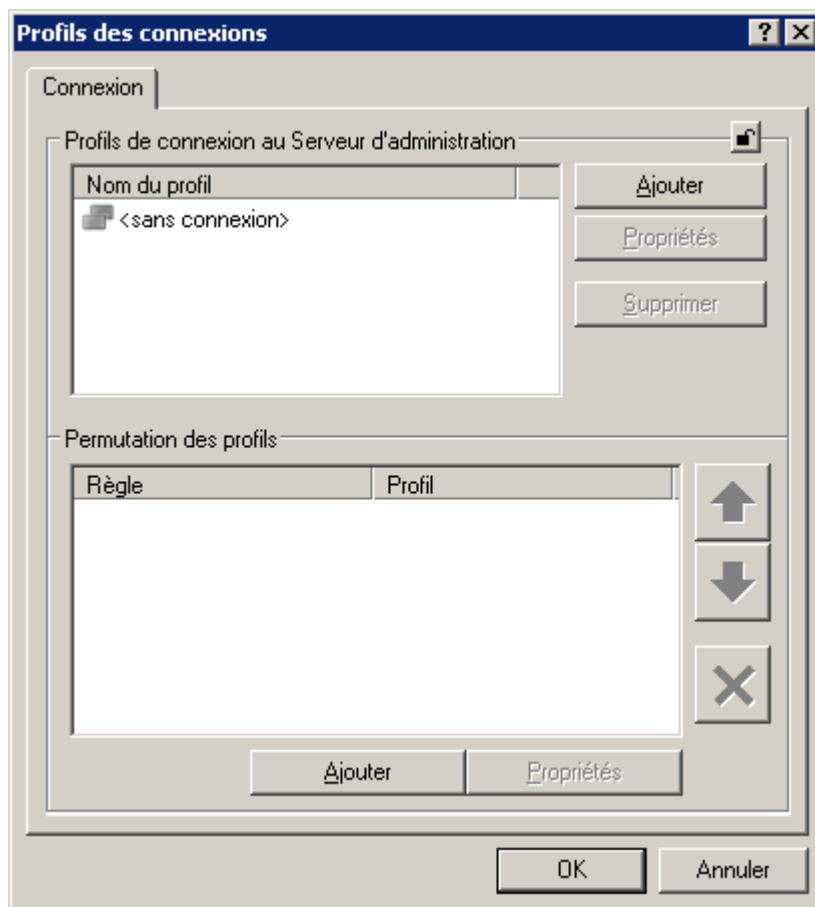 Profils des connexions
Connexion
Profils de connexion au Serveur d'administration
Nom du profil
<sans connexion>
Ajouter
Propriétés
Supprimer
Permutation des profils
Règle Profil
Ajouter Propriétés
OK Annuler